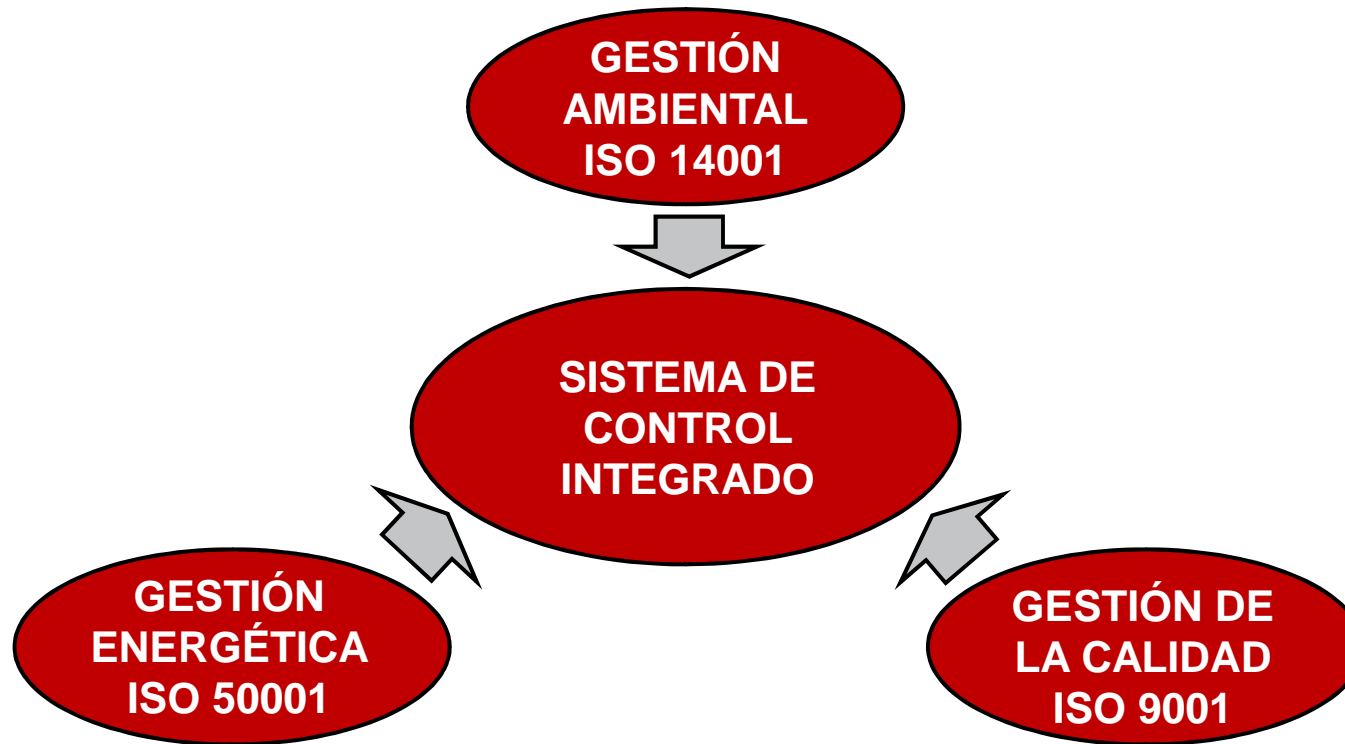 GESTIÓN
AMBIENTAL
ISO 14001
SISTEMA DE
CONTROL
INTEGRADO
GESTIÓN
ENERGÉTICA
ISO 50001
GESTIÓN DE
LA CALIDAD
ISO 9001